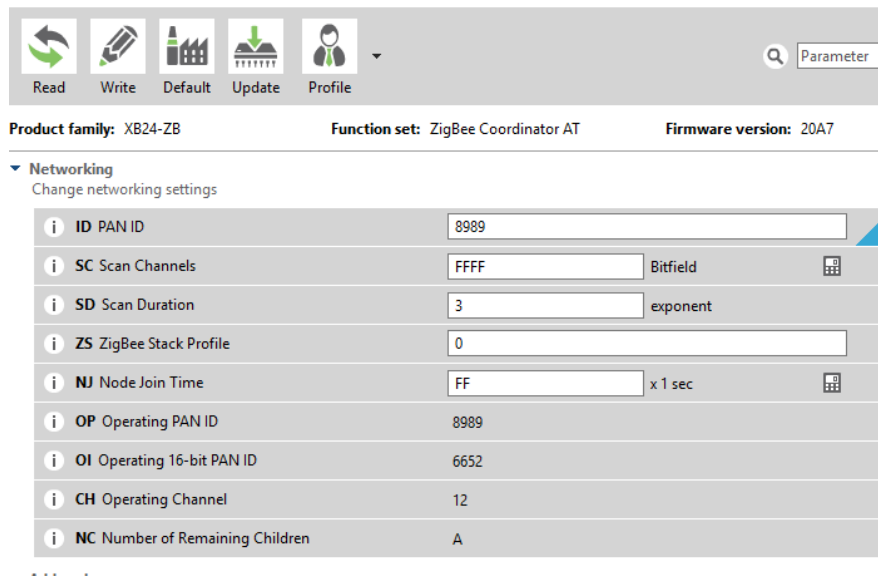 Read Write Default Update Profile Parameter
Product family: XB24-ZB Function set: ZigBee Coordinator AT Firmware version: 20A7
Networking
Change networking settings
i ID PAN ID 8989
i SC Scan Channels FFFF Bitfield
i SD Scan Duration 3 exponent
i ZS ZigBee Stack Profile 0
i NJ Node Join Time FF x 1 sec
i OP Operating PAN ID 8989
i OI Operating 16-bit PAN ID 6652
i CH Operating Channel 12
i NC Number of Remaining Children A